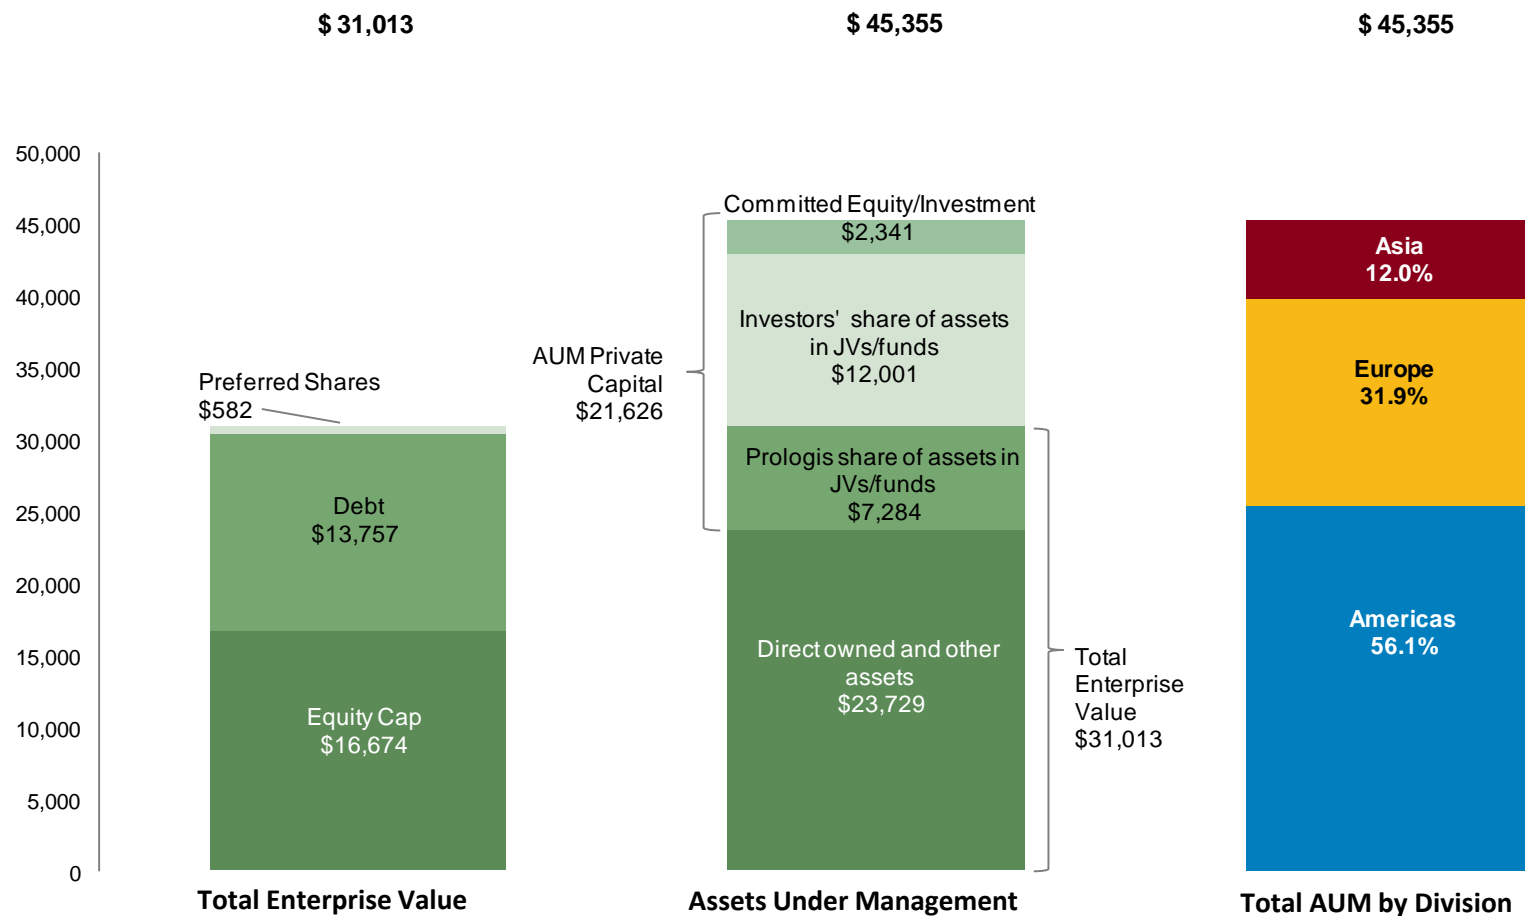 $ 31,013
$ 45,355
$ 45,355
50,000
45,000
40,000
35,000
30,000
25,000
20,000
15,000
10,000
5,000
0
Preferred Shares
$582
Debt
$13,757
Equity Cap
$16,674
Total Enterprise Value
AUM Private
Capital
$21,626
Committed Equity/Investment
$2,341
Investors' share of assets
in JVs/funds
$12,001
Prologis share of assets in
JVs/funds
$7,284
Direct owned and other
assets
$23,729
Total
Enterprise
Value
$31,013
Assets Under Management
Asia
12.0%
Europe
31.9%
Americas
56.1%
Total AUM by Division